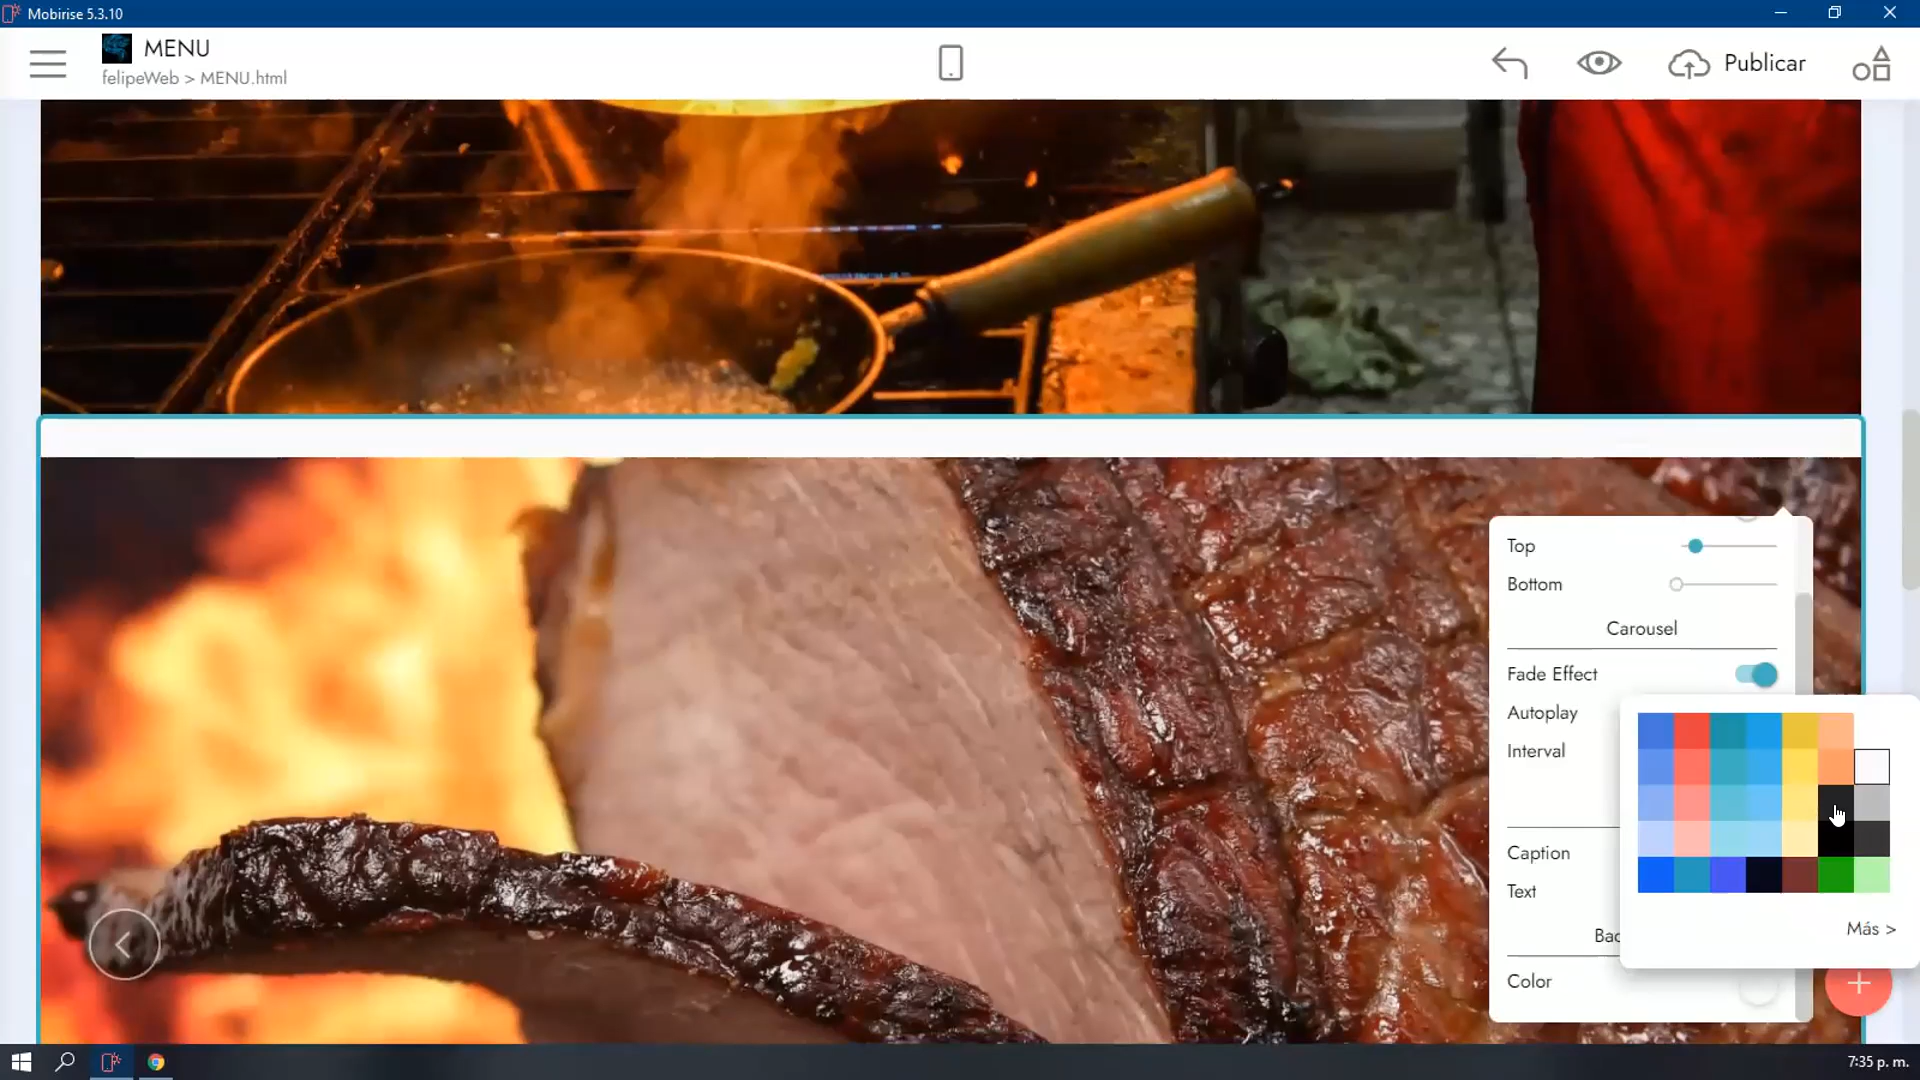 Mobirise 5.3.10
MENU
felipeWeb > MENU.html
Publicar
Top
Bottom
Carousel
Fade Effect
Autoplay
Interval
Caption
Text
Bac
Color
Más >
7:35 p. m.